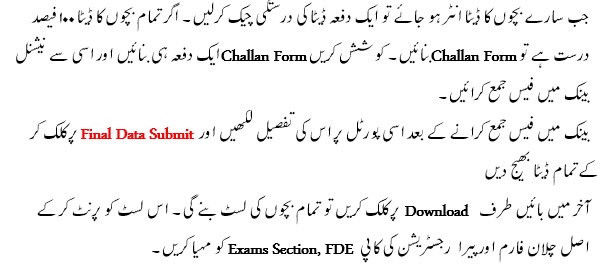 جب سارے بچوں کا ڈیٹا انٹر ہو جائے تو ایک دفعہ ڈیٹا کی درستگی چیک کرلیں۔ اگر تمام بچوں کا ڈیٹا ۱۰۰ فیصد
درست ہے تو Challan Form بنائیں۔ کوشش کریں Challan Form ایک دفعہ ہی بنائیں اور اسی سے نیشنل
بینک میں فیس جمع کرائیں۔
بینک میں فیس جمع کرانے کے بعد اسی پورٹل پر اس کی تفصیل لکھیں اور Final Data Submit پر کلک کر
کے تمام ڈیٹا بھیج دیں
آخر میں بائیں طرف Download پر کلک کریں تو تمام بچوں کی لسٹ بنے گی۔ اس لسٹ کو پرنٹ کر کے
اصل چلان فارم اور پیرا رجسٹریشن کی کاپی Exams Section, FDE کو مہیا کریں۔